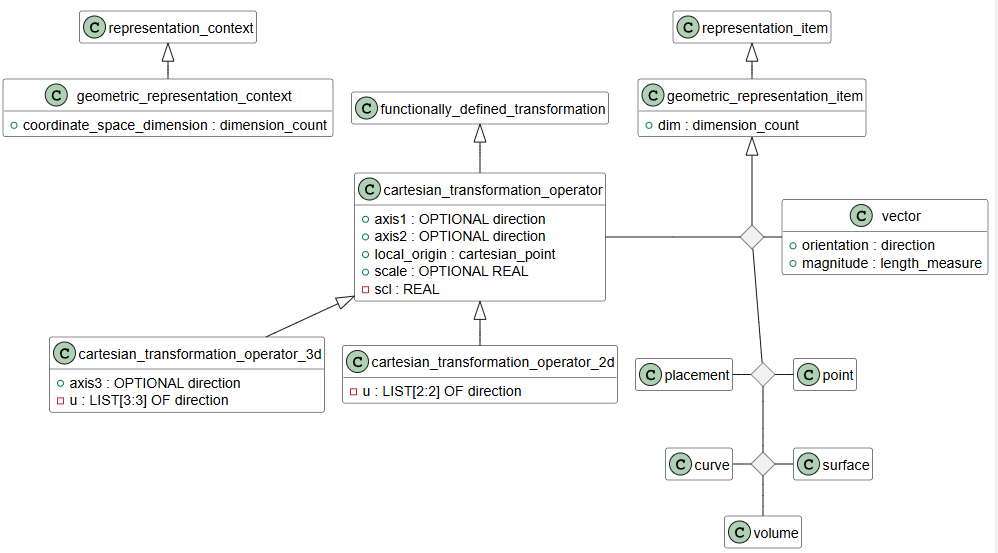 C representation_context
C representation_item
C geometric_representation_context
coordinate_space_dimension : dimension_count
C functionally_defined_transformation
C geometric_representation_item
dim : dimension_count
C cartesian_transformation_operator
axis1 : OPTIONAL direction
axis2 : OPTIONAL direction
local_origin : cartesian_point
scale : OPTIONAL REAL
scl : REAL
C vector
orientation : direction
magnitude : length_measure
C cartesian_transformation_operator_3d
axis3 : OPTIONAL direction
u : LIST[3:3] OF direction
C cartesian_transformation_operator_2d
u : LIST[2:2] OF direction
C placement
C point
C curve
C surface
C volume